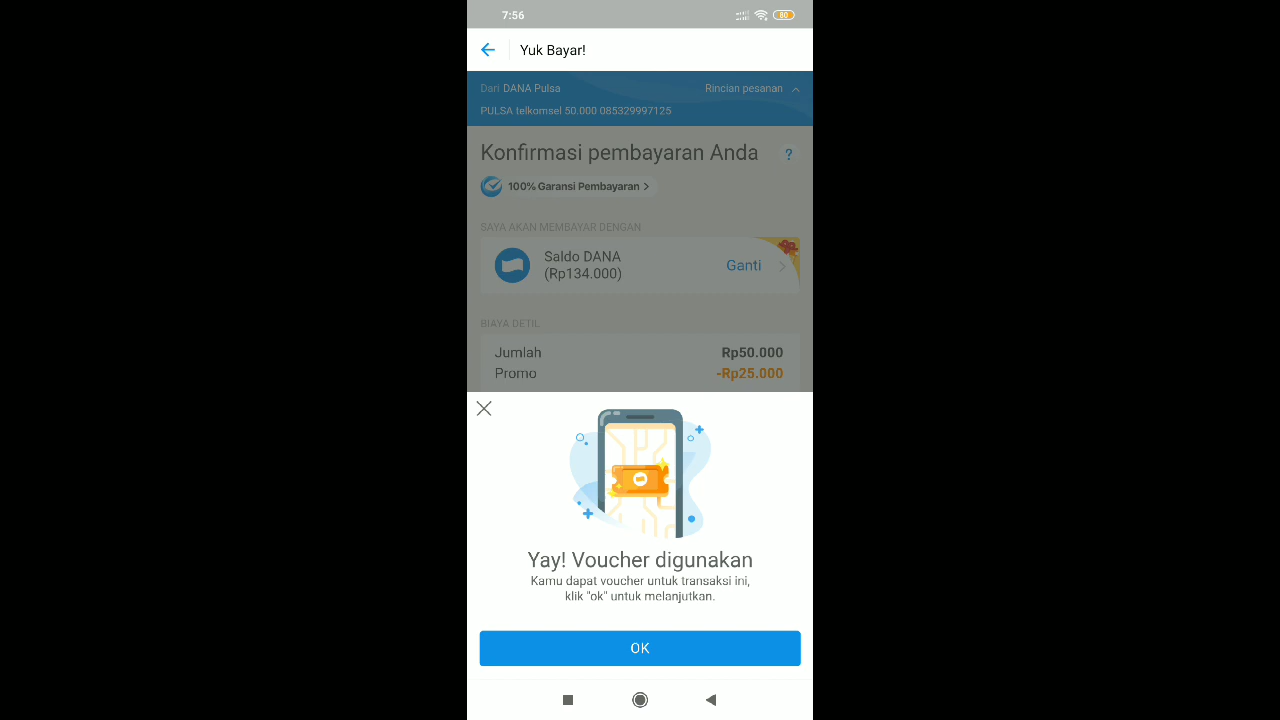 7:56
80
Yuk Bayar!
Dari DANA Pulsa
Rincian pesanan
PULSA telkomsel 50.000 085329997125
Konfirmasi pembayaran Anda
?
100% Garansi Pembayaran
SAYA AKAN MEMBAYAR DENGAN
Saldo DANA
(Rp134.000)
Ganti
BIAYA DETIL
Jumlah Rp50.000
Promo -Rp25.000
Yay! Voucher digunakan
Kamu dapat voucher untuk transaksi ini,
klik "ok" untuk melanjutkan.
OK